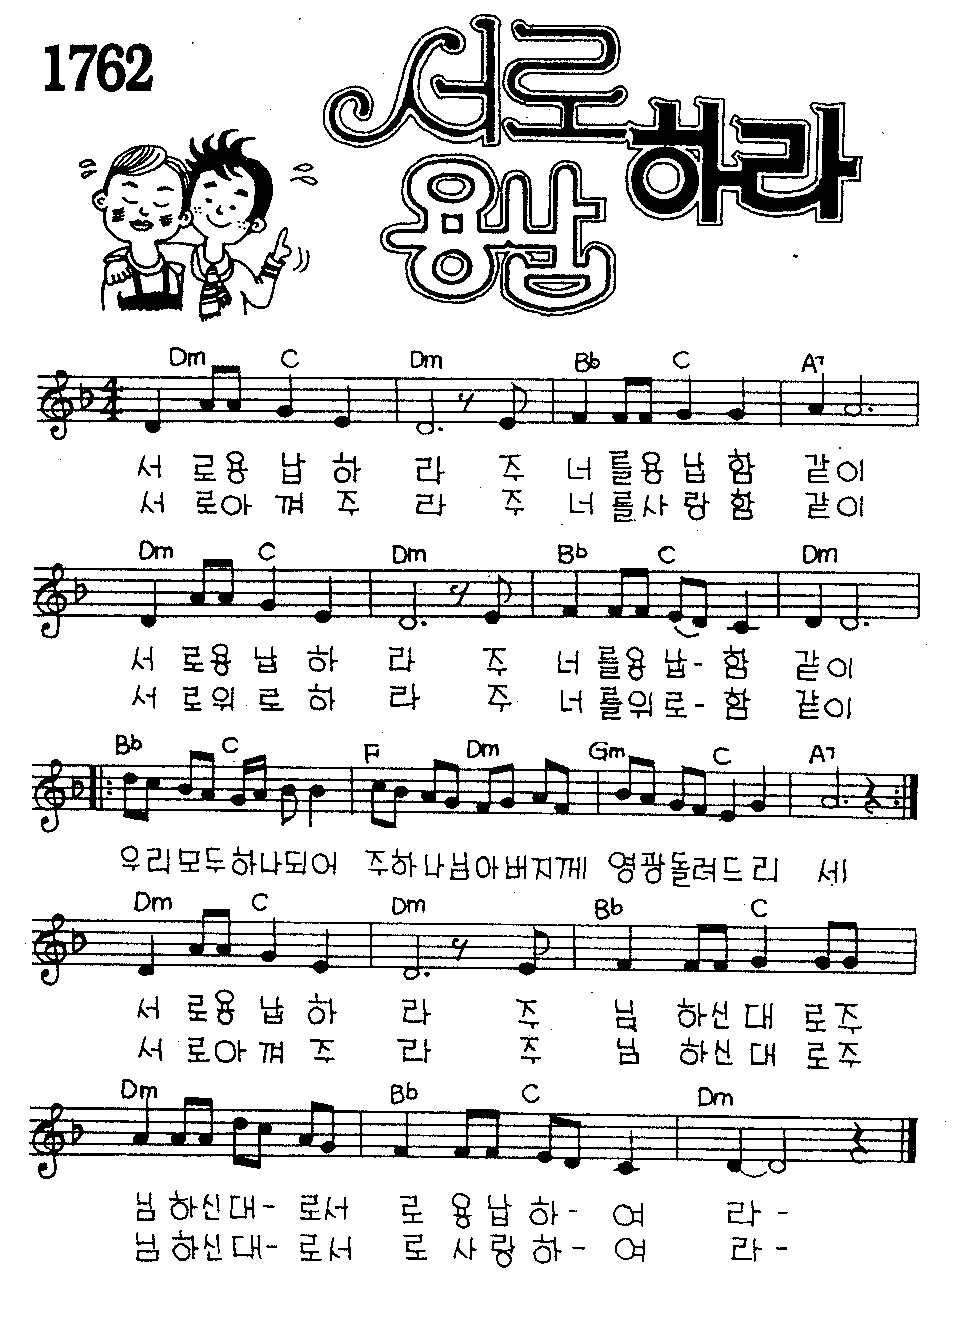 1762
서로
하라
용납
Dm C Dm Bb C A7
4
4
서 로용 납 하 라 주 너 를용 납 함 같이
서 로아 껴 주 라 주 너 를사 랑 함 같이
Dm C Dm Bb C Dm
서 로용 납 하 라 주 너 를용 납- 함 같이
서 로위 로 하 라 주 너 를위 로- 함 같이
Bb C F Dm Gm C A7
우리모두하나되어 주하나님아버지께 영광돌려드리 세
Dm C Dm Bb C
서 로용 납 하 라 주 님 하신 대 로주
서 로아 껴 주 라 주 님 하신 대 로주
Dm Bb C Dm
님 하신대- 로서 로 용 납 하- 여 라-
님 하신대- 로서 로 사 랑 하- 여 라-